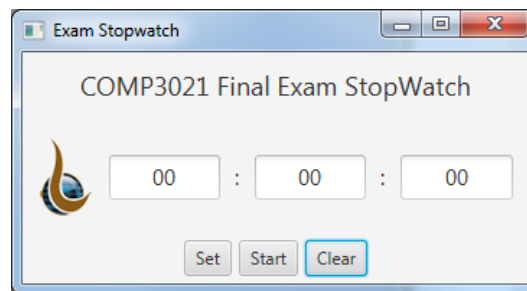 Exam Stopwatch
COMP3021 Final Exam StopWatch
00 : 00 : 00
Set Start Clear